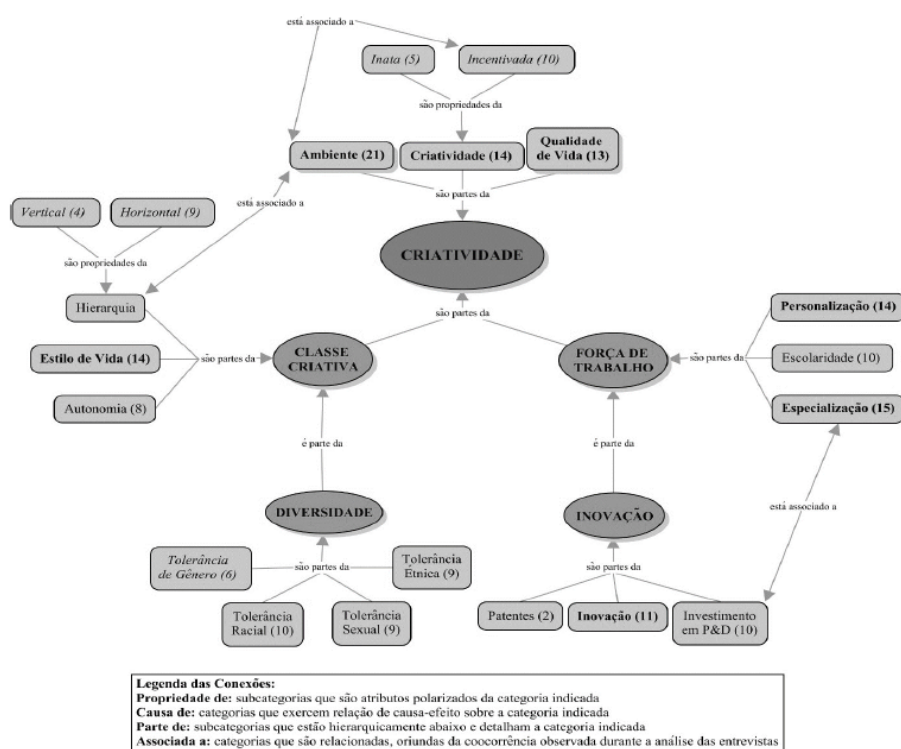 está associado a
Inata (5)
Incentivada (10)
são propriedades da
Ambiente (21)
Criatividade (14)
Qualidade
de Vida (13)
são partes da
está associado a
Vertical (4)
Horizontal (9)
são propriedades da
CRIATIVIDADE
Hierarquia
são partes da
Personalização (14)
Estilo de Vida (14)
são partes da
CLASSE
CRIATIVA
FORÇA DE
TRABALHO
são partes da
Escolaridade (10)
Autonomia (8)
Especialização (15)
é parte da
é parte da
está associado a
DIVERSIDADE
INOVAÇÃO
Tolerância
de Gênero (6)
são partes da
Tolerância
Étnica (9)
são partes da
Tolerância
Racial (10)
Tolerância
Sexual (9)
Patentes (2)
Inovação (11)
Investimento
em P&D (10)
Legenda das Conexões:
Propriedade de: subcategorias que são atributos polarizados da categoria indicada
Causa de: categorias que exercem relação de causa-efeito sobre a categoria indicada
Parte de: subcategorias que estão hierarquicamente abaixo e detalham a categoria indicada
Associada a: categorias que são relacionadas, oriundas da coocorrência observada durante a análise das entrevistas